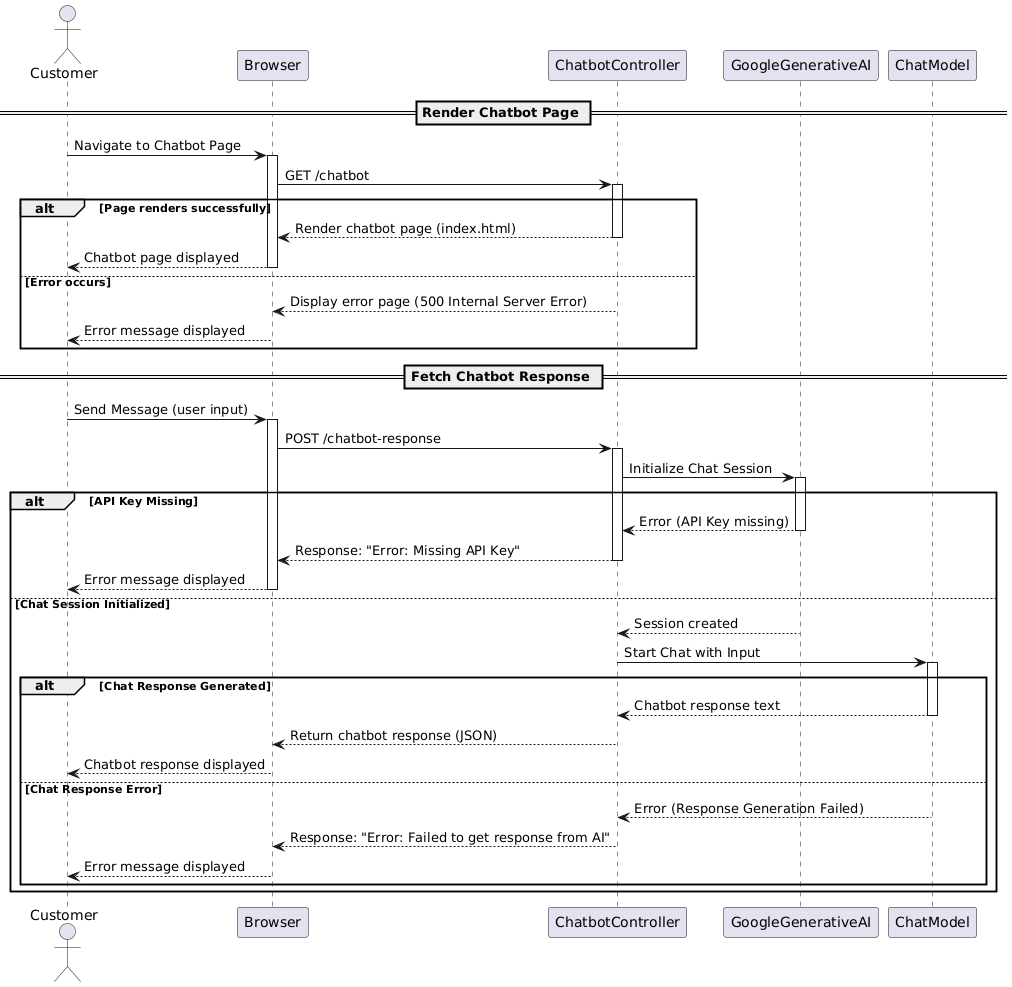 Customer
Browser
ChatbotController
GoogleGenerativeAI
ChatModel
Render Chatbot Page
Navigate to Chatbot Page
GET /chatbot
alt
[Page renders successfully]
Render chatbot page (index.html)
Chatbot page displayed
[Error occurs]
Display error page (500 Internal Server Error)
Error message displayed
Fetch Chatbot Response
Send Message (user input)
POST /chatbot-response
Initialize Chat Session
alt
[API Key Missing]
Error (API Key missing)
Response: "Error: Missing API Key"
Error message displayed
[Chat Session Initialized]
Session created
Start Chat with Input
alt
[Chat Response Generated]
Chatbot response text
Return chatbot response (JSON)
Chatbot response displayed
[Chat Response Error]
Error (Response Generation Failed)
Response: "Error: Failed to get response from AI"
Error message displayed
Customer
Browser
ChatbotController
GoogleGenerativeAI
ChatModel